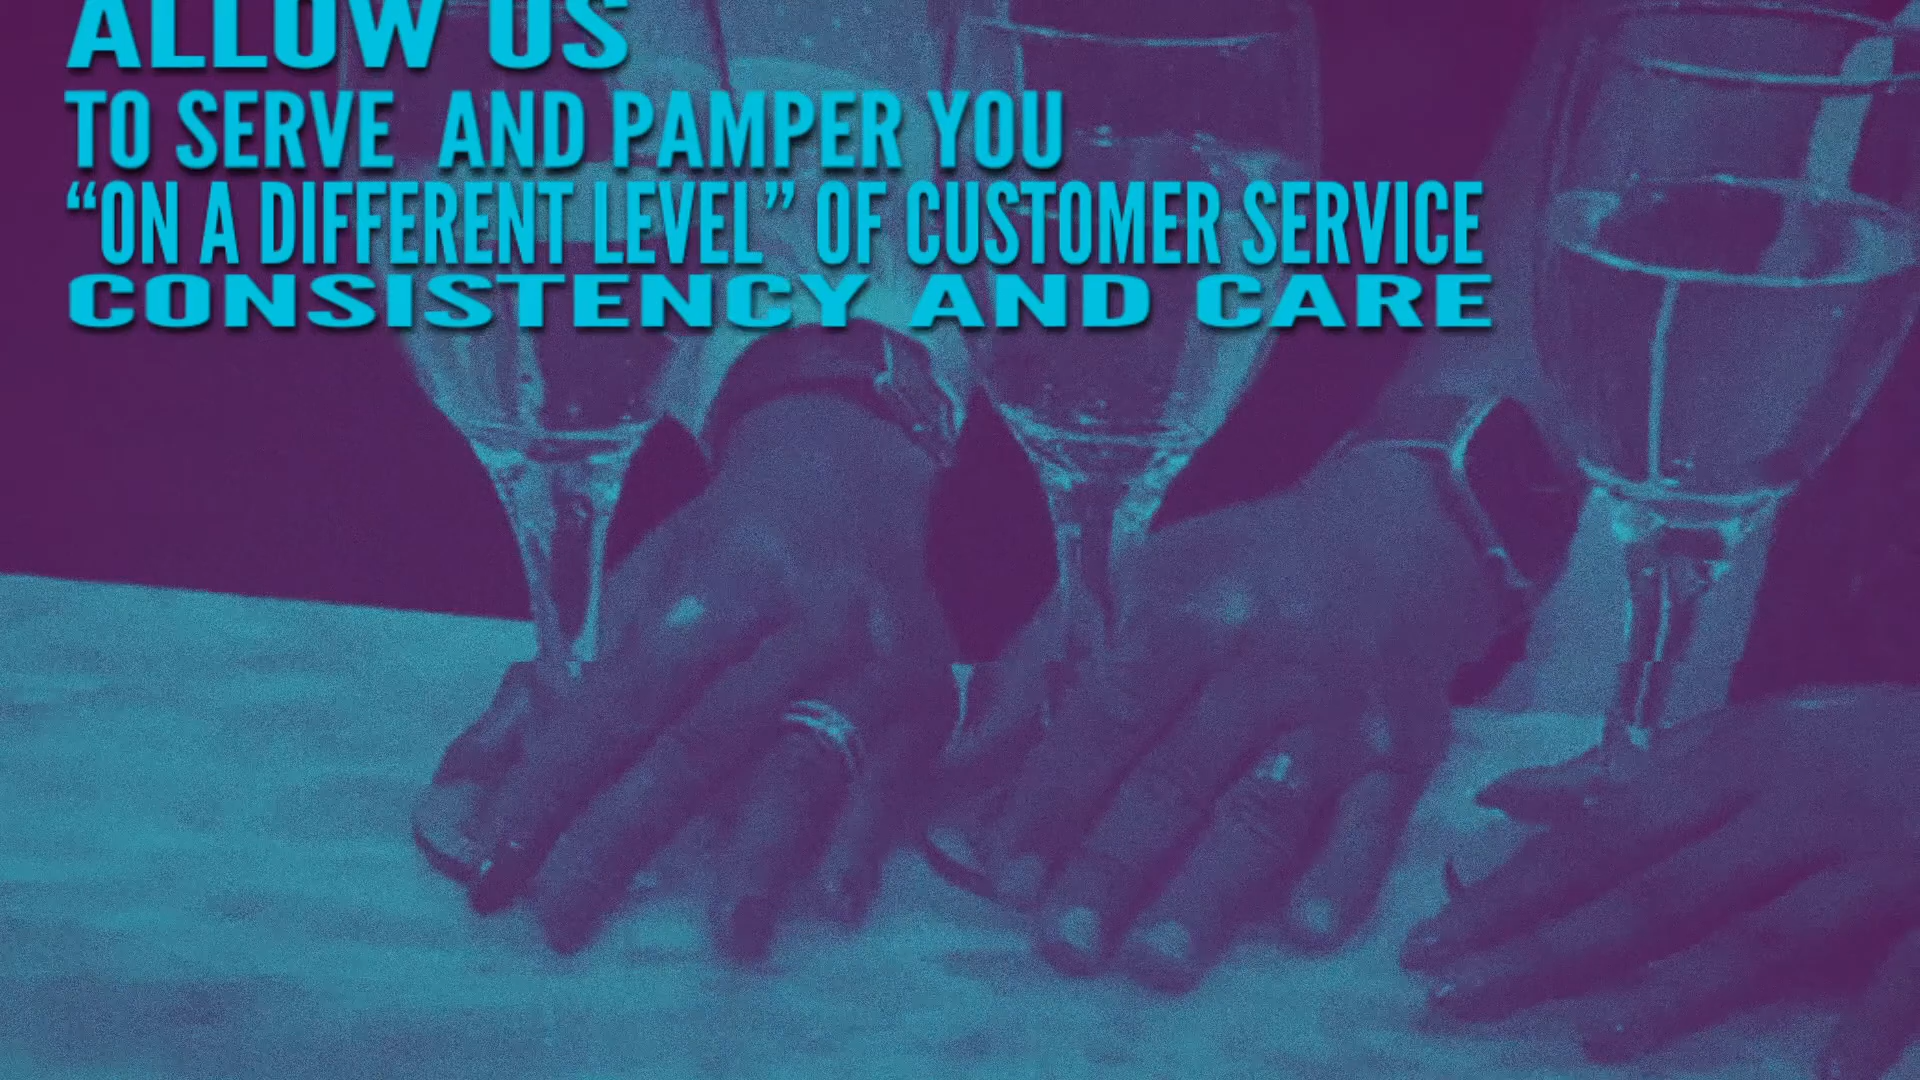 ALLOW US
TO SERVE AND PAMPER YOU
“ON A DIFFERENT LEVEL” OF CUSTOMER SERVICE
CONSISTENCY AND CARE